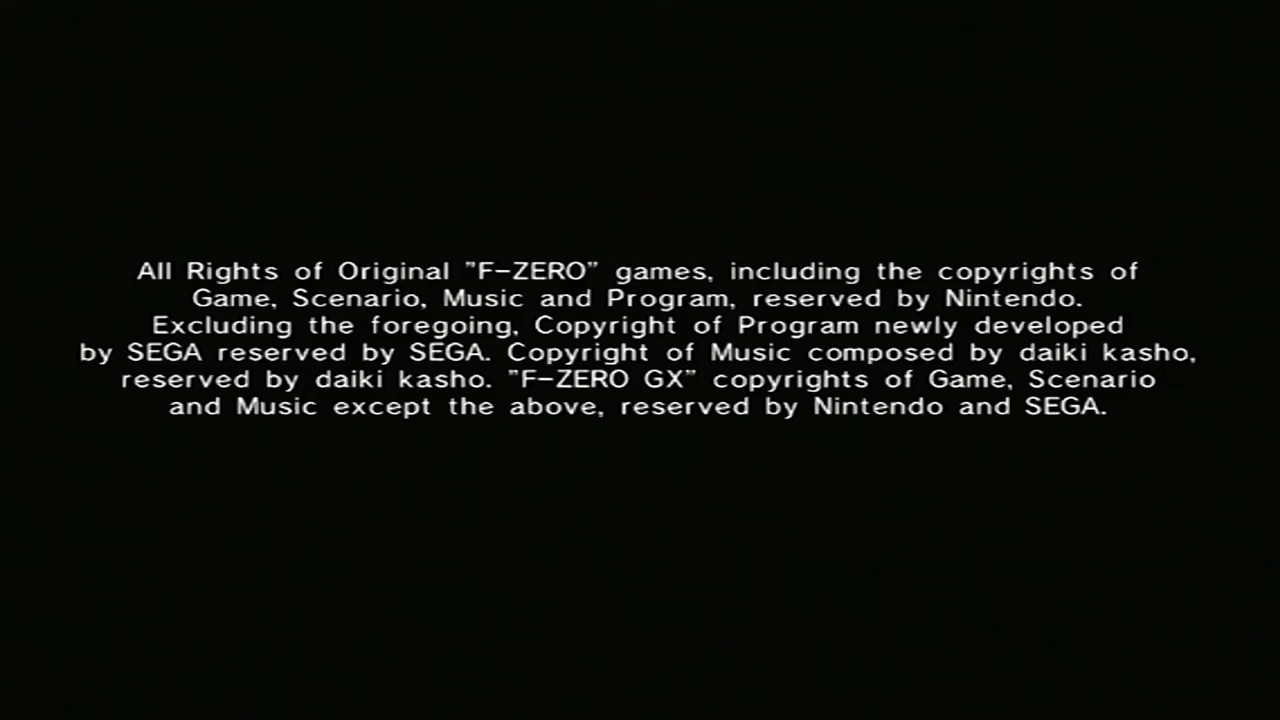 All Rights of Original "F-ZERO" games, including the copyrights of
Game, Scenario, Music and Program, reserved by Nintendo.
Excluding the foregoing, Copyright of Program newly developed
by SEGA reserved by SEGA. Copyright of Music composed by daiki kasho,
reserved by daiki kasho. "F-ZERO GX" copyrights of Game, Scenario
and Music except the above, reserved by Nintendo and SEGA.